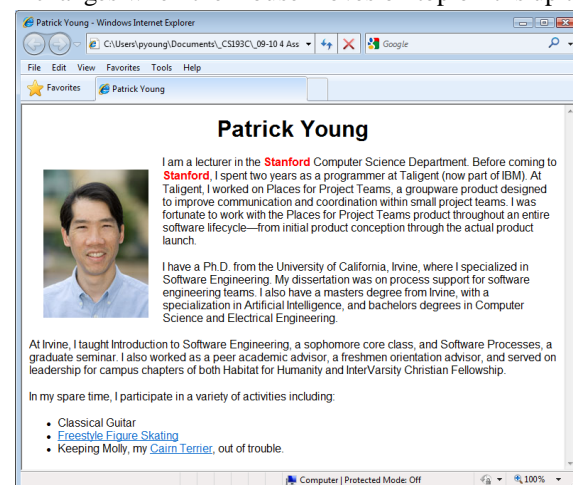 Patrick Young - Windows Internet Explorer
C:\Users\pyoung\Documents\_CS193C\_09-10 4 Ass
Google
File Edit View Favorites Tools Help
Favorites
Patrick Young
Patrick Young
I am a lecturer in the Stanford Computer Science Department. Before coming to
Stanford, I spent two years as a programmer at Taligent (now part of IBM). At
Taligent, I worked on Places for Project Teams, a groupware product designed
to improve communication and coordination within small project teams. I was
fortunate to work with the Places for Project Teams product throughout an entire
software lifecycle—from initial product conception through the actual product
launch.
I have a Ph.D. from the University of California, Irvine, where I specialized in
Software Engineering. My dissertation was on process support for software
engineering teams. I also have a masters degree from Irvine, with a
specialization in Artificial Intelligence, and bachelors degrees in Computer
Science and Electrical Engineering.
At Irvine, I taught Introduction to Software Engineering, a sophomore core class, and Software Processes, a
graduate seminar. I also worked as a peer academic advisor, a freshmen orientation advisor, and served on
leadership for campus chapters of both Habitat for Humanity and InterVarsity Christian Fellowship.
In my spare time, I participate in a variety of activities including:
• Classical Guitar
• Freestyle Figure Skating
• Keeping Molly, my Cairn Terrier, out of trouble.
Computer | Protected Mode: Off
100%